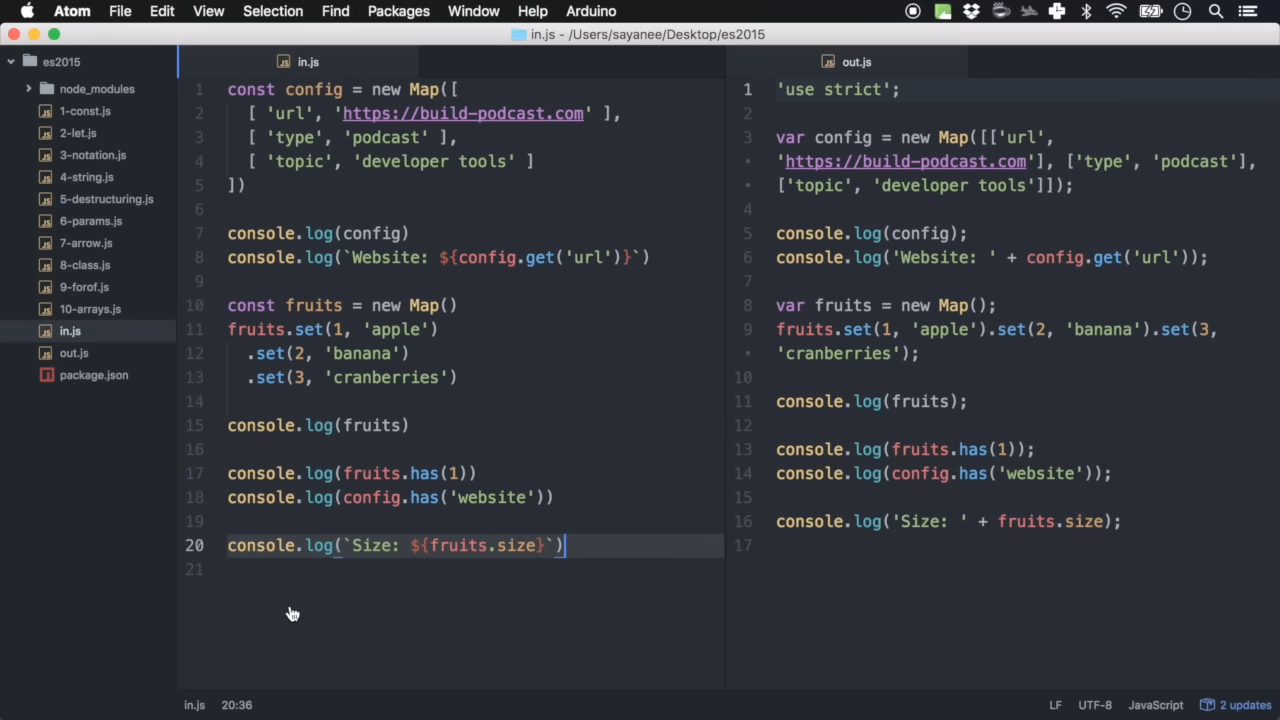 Atom File Edit View Selection Find Packages Window Help Arduino
in.js - /Users/sayanee/Desktop/es2015
es2015
node_modules
1-const.js
2-let.js
3-notation.js
4-string.js
5-destructuring.js
6-params.js
7-arrow.js
8-class.js
9-forof.js
10-arrays.js
in.js
out.js
package.json
in.js
1 const config = new Map([
2 [ 'url', 'https://build-podcast.com' ],
3 [ 'type', 'podcast' ],
4 [ 'topic', 'developer tools' ]
5 ])
6
7 console.log(config)
8 console.log(`Website: ${config.get('url')}`)
9
10 const fruits = new Map()
11 fruits.set(1, 'apple')
12 .set(2, 'banana')
13 .set(3, 'cranberries')
14
15 console.log(fruits)
16
17 console.log(fruits.has(1))
18 console.log(config.has('website'))
19
20 console.log(`Size: ${fruits.size}`)
21
out.js
1 'use strict';
2
3 var config = new Map([['url',
• 'https://build-podcast.com'], ['type', 'podcast'],
• ['topic', 'developer tools']]);
4
5 console.log(config);
6 console.log('Website: ' + config.get('url'));
7
8 var fruits = new Map();
9 fruits.set(1, 'apple').set(2, 'banana').set(3,
• 'cranberries');
10
11 console.log(fruits);
12
13 console.log(fruits.has(1));
14 console.log(config.has('website'));
15
16 console.log('Size: ' + fruits.size);
17
in.js 20:36 LF UTF-8 JavaScript 2 updates